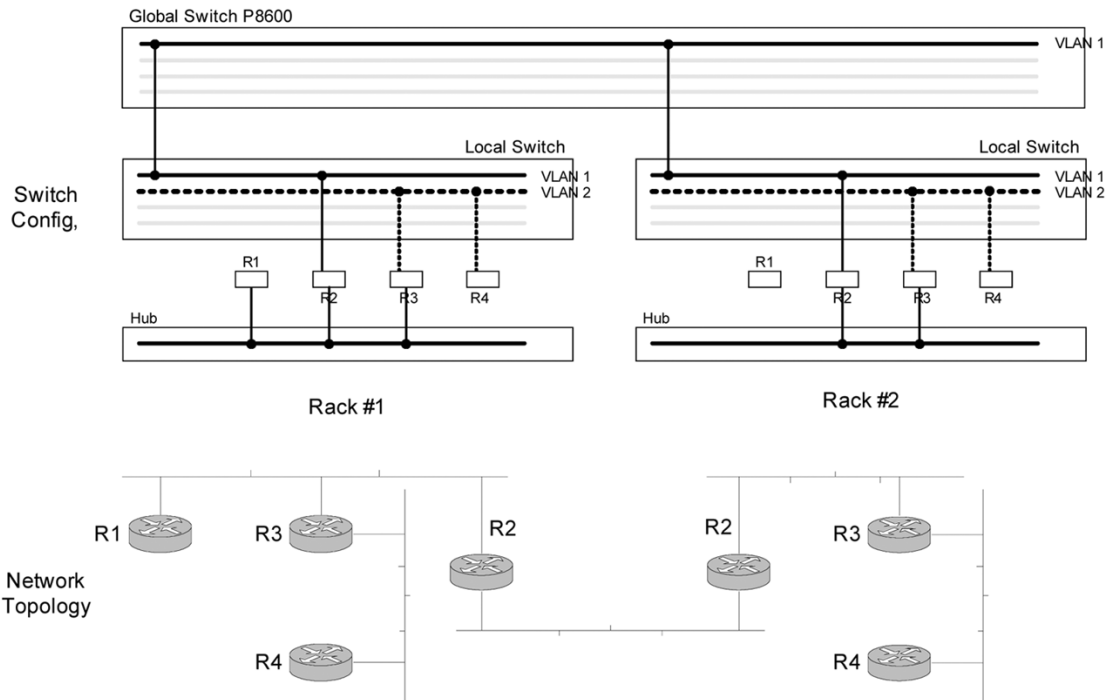 Global Switch P8600
VLAN 1
Local Switch
Local Switch
VLAN 1
VLAN 2
VLAN 1
VLAN 2
Switch
Config,
R1
R2
R3
R4
R1
R2
R3
R4
Hub
Hub
Rack #1
Rack #2
R1
R3
R2
R2
R3
Network
Topology
R4
R4